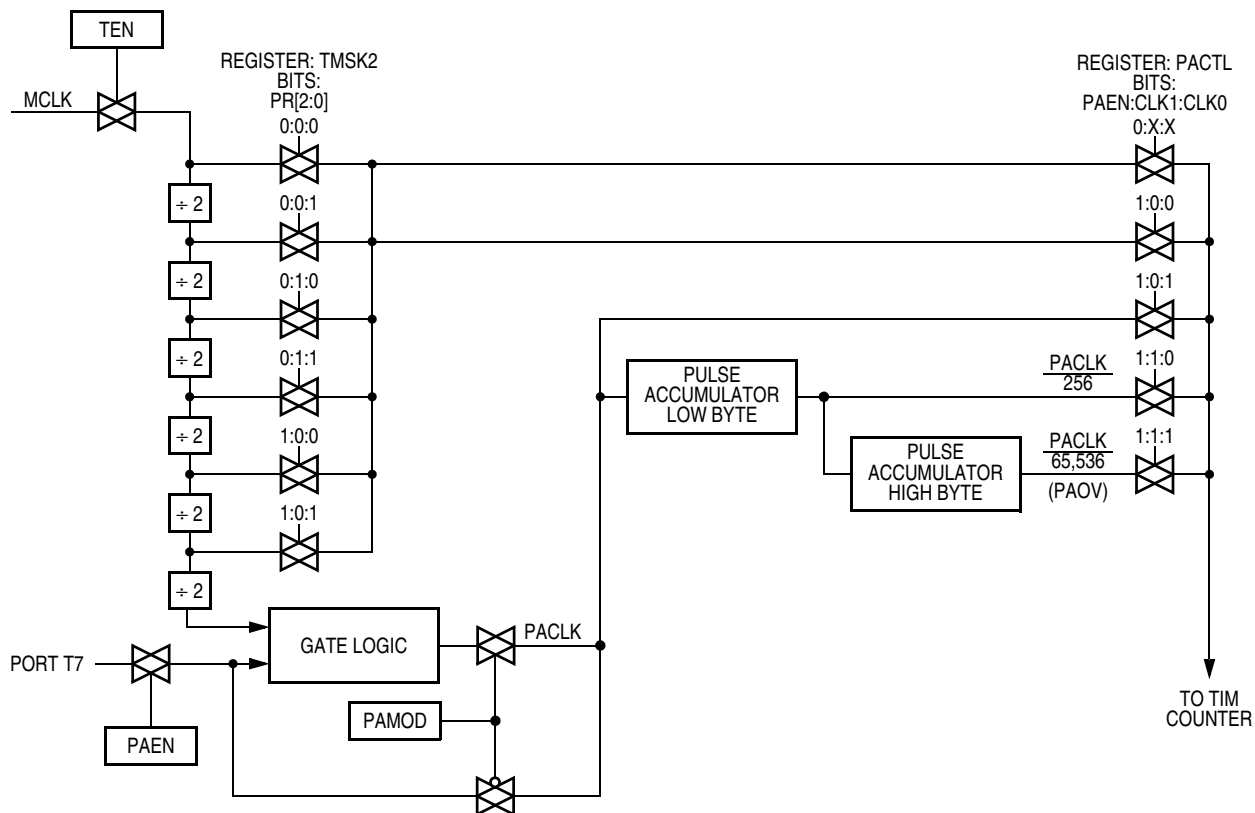 TEN
MCLK
REGISTER: TMSK2
BITS:
PR[2:0]
0:0:0
0:0:1
0:1:0
0:1:1
1:0:0
1:0:1
÷ 2
÷ 2
÷ 2
÷ 2
÷ 2
÷ 2
REGISTER: PACTL
BITS:
PAEN:CLK1:CLK0
0:X:X
1:0:0
1:0:1
1:1:0
1:1:1
PULSE
ACCUMULATOR
LOW BYTE
PACLK
256
PULSE
ACCUMULATOR
HIGH BYTE
PACLK
65,536
(PAOV)
GATE LOGIC
PACLK
PORT T7
PAMOD
PAEN
TO TIM
COUNTER